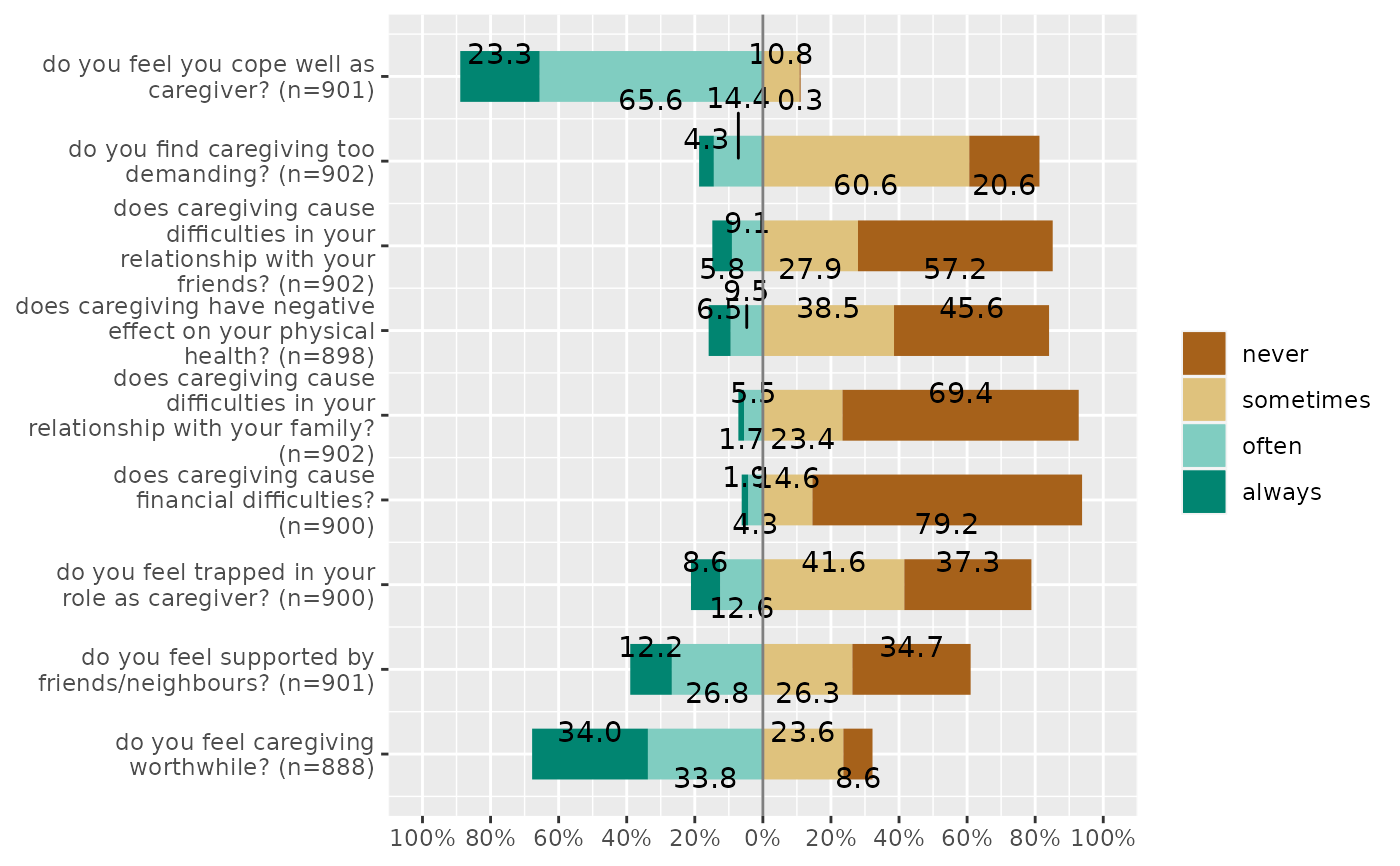 do you feel you cope well as
caregiver? (n=901)
23.3
10.8
65.6
0.3
do you find caregiving too
demanding? (n=902)
14.4
4.3
60.6
20.6
does caregiving cause
difficulties in your
relationship with your
friends? (n=902)
9.1
5.8
27.9
57.2
does caregiving have negative
effect on your physical
health? (n=898)
9.5
6.5
38.5
45.6
does caregiving cause
difficulties in your
relationship with your family?
(n=902)
5.5
69.4
1.7
23.4
does caregiving cause
financial difficulties?
(n=900)
1.9
14.6
4.3
79.2
do you feel trapped in your
role as caregiver? (n=900)
8.6
41.6
37.3
12.6
do you feel supported by
friends/neighbours? (n=901)
12.2
34.7
26.8
26.3
do you feel caregiving
worthwhile? (n=888)
34.0
23.6
33.8
8.6
100% 80% 60% 40% 20% 0% 20% 40% 60% 80% 100%
never
sometimes
often
always